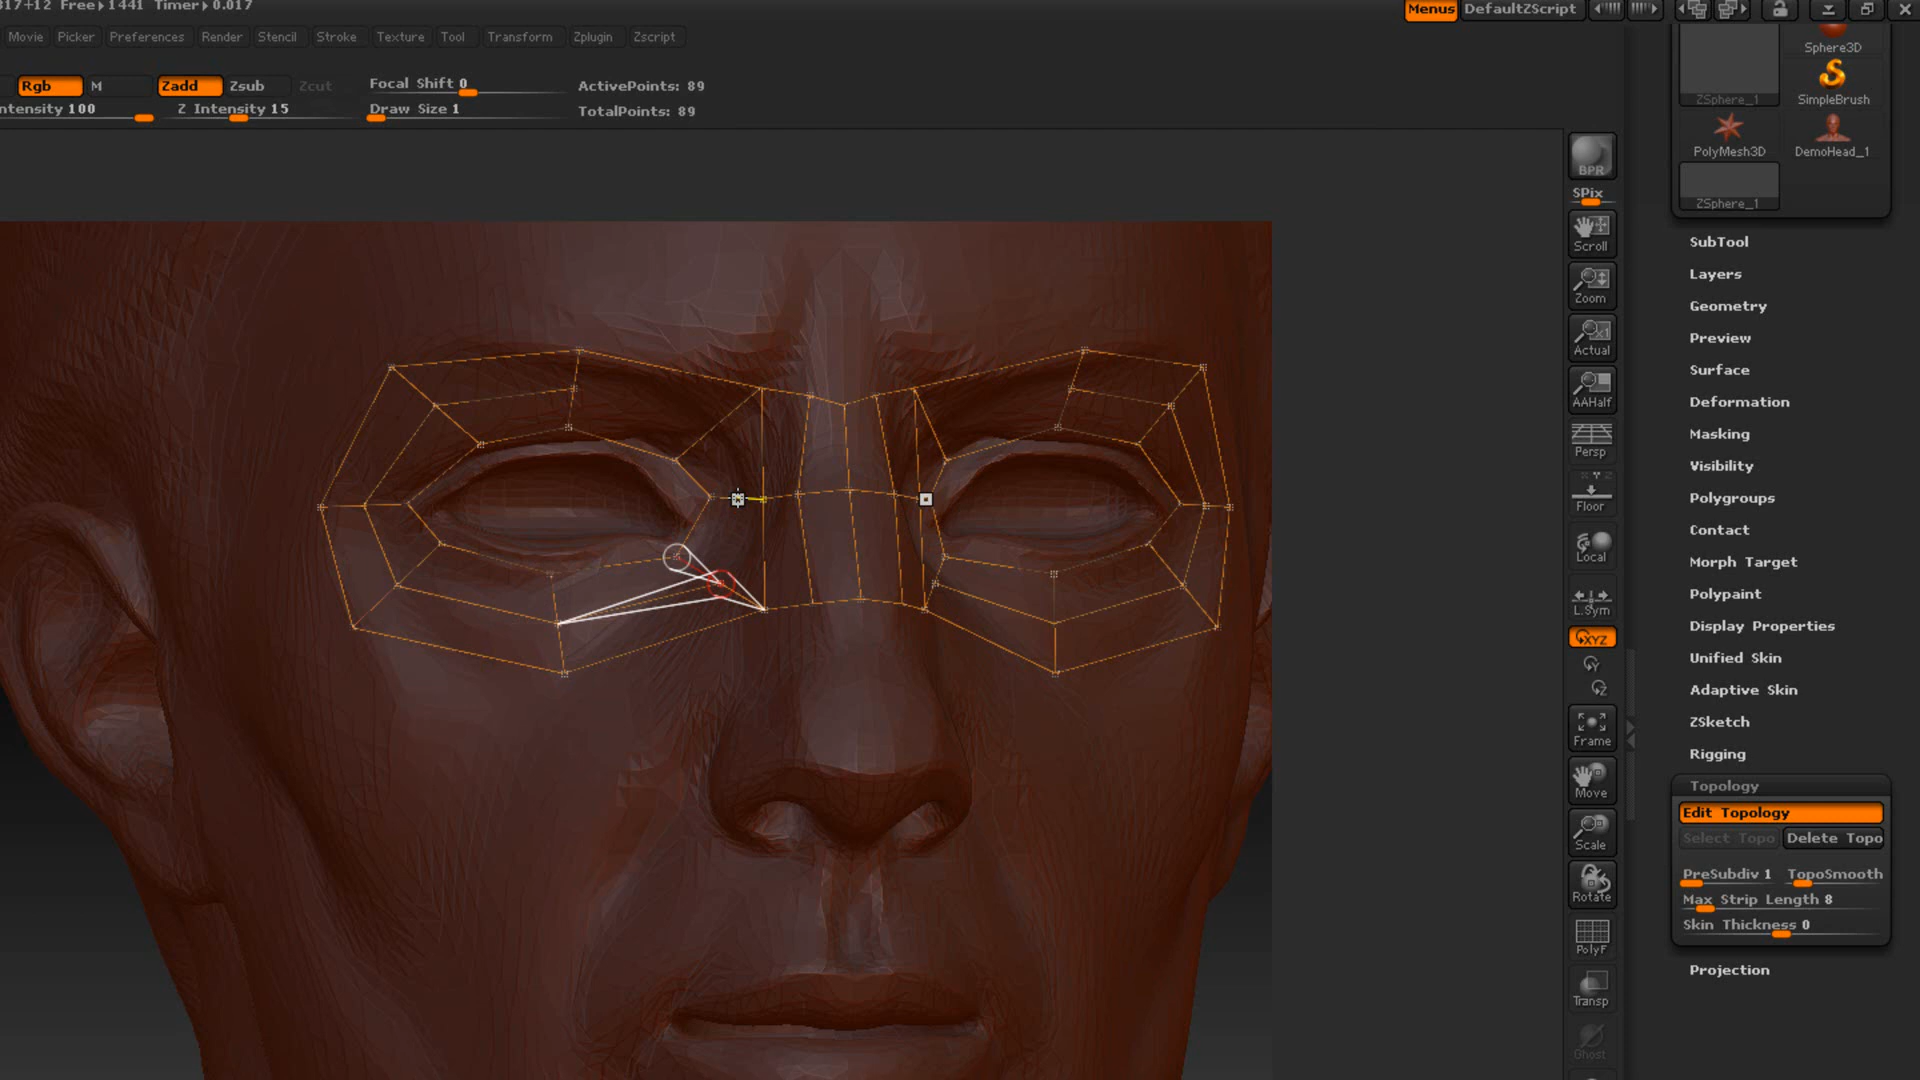 317+12 Free▸1441 Timer▸0.017
Menus DefaultZScript
Movie Picker Preferences Render Stencil Stroke Texture Tool Transform Zplugin Zscript
Rgb M Zadd Zsub Zcut Focal Shift 0 ActivePoints: 89
ntensity 100 Z Intensity 15 Draw Size 1 TotalPoints: 89
Sphere3D
ZSphere_1 SimpleBrush
PolyMesh3D DemoHead_1
ZSphere_1
BPR
SPix
Scroll
Zoom
Actual
AAHalf
Persp
Floor
Local
L.Sym
XYZ
Y
Z
Frame
Move
Scale
Rotate
PolyF
Transp
Ghost
SubTool
Layers
Geometry
Preview
Surface
Deformation
Masking
Visibility
Polygroups
Contact
Morph Target
Polypaint
Display Properties
Unified Skin
Adaptive Skin
ZSketch
Rigging
Topology
Edit Topology
Select Topo Delete Topo
PreSubdiv 1 TopoSmooth
Max Strip Length 8
Skin Thickness 0
Projection